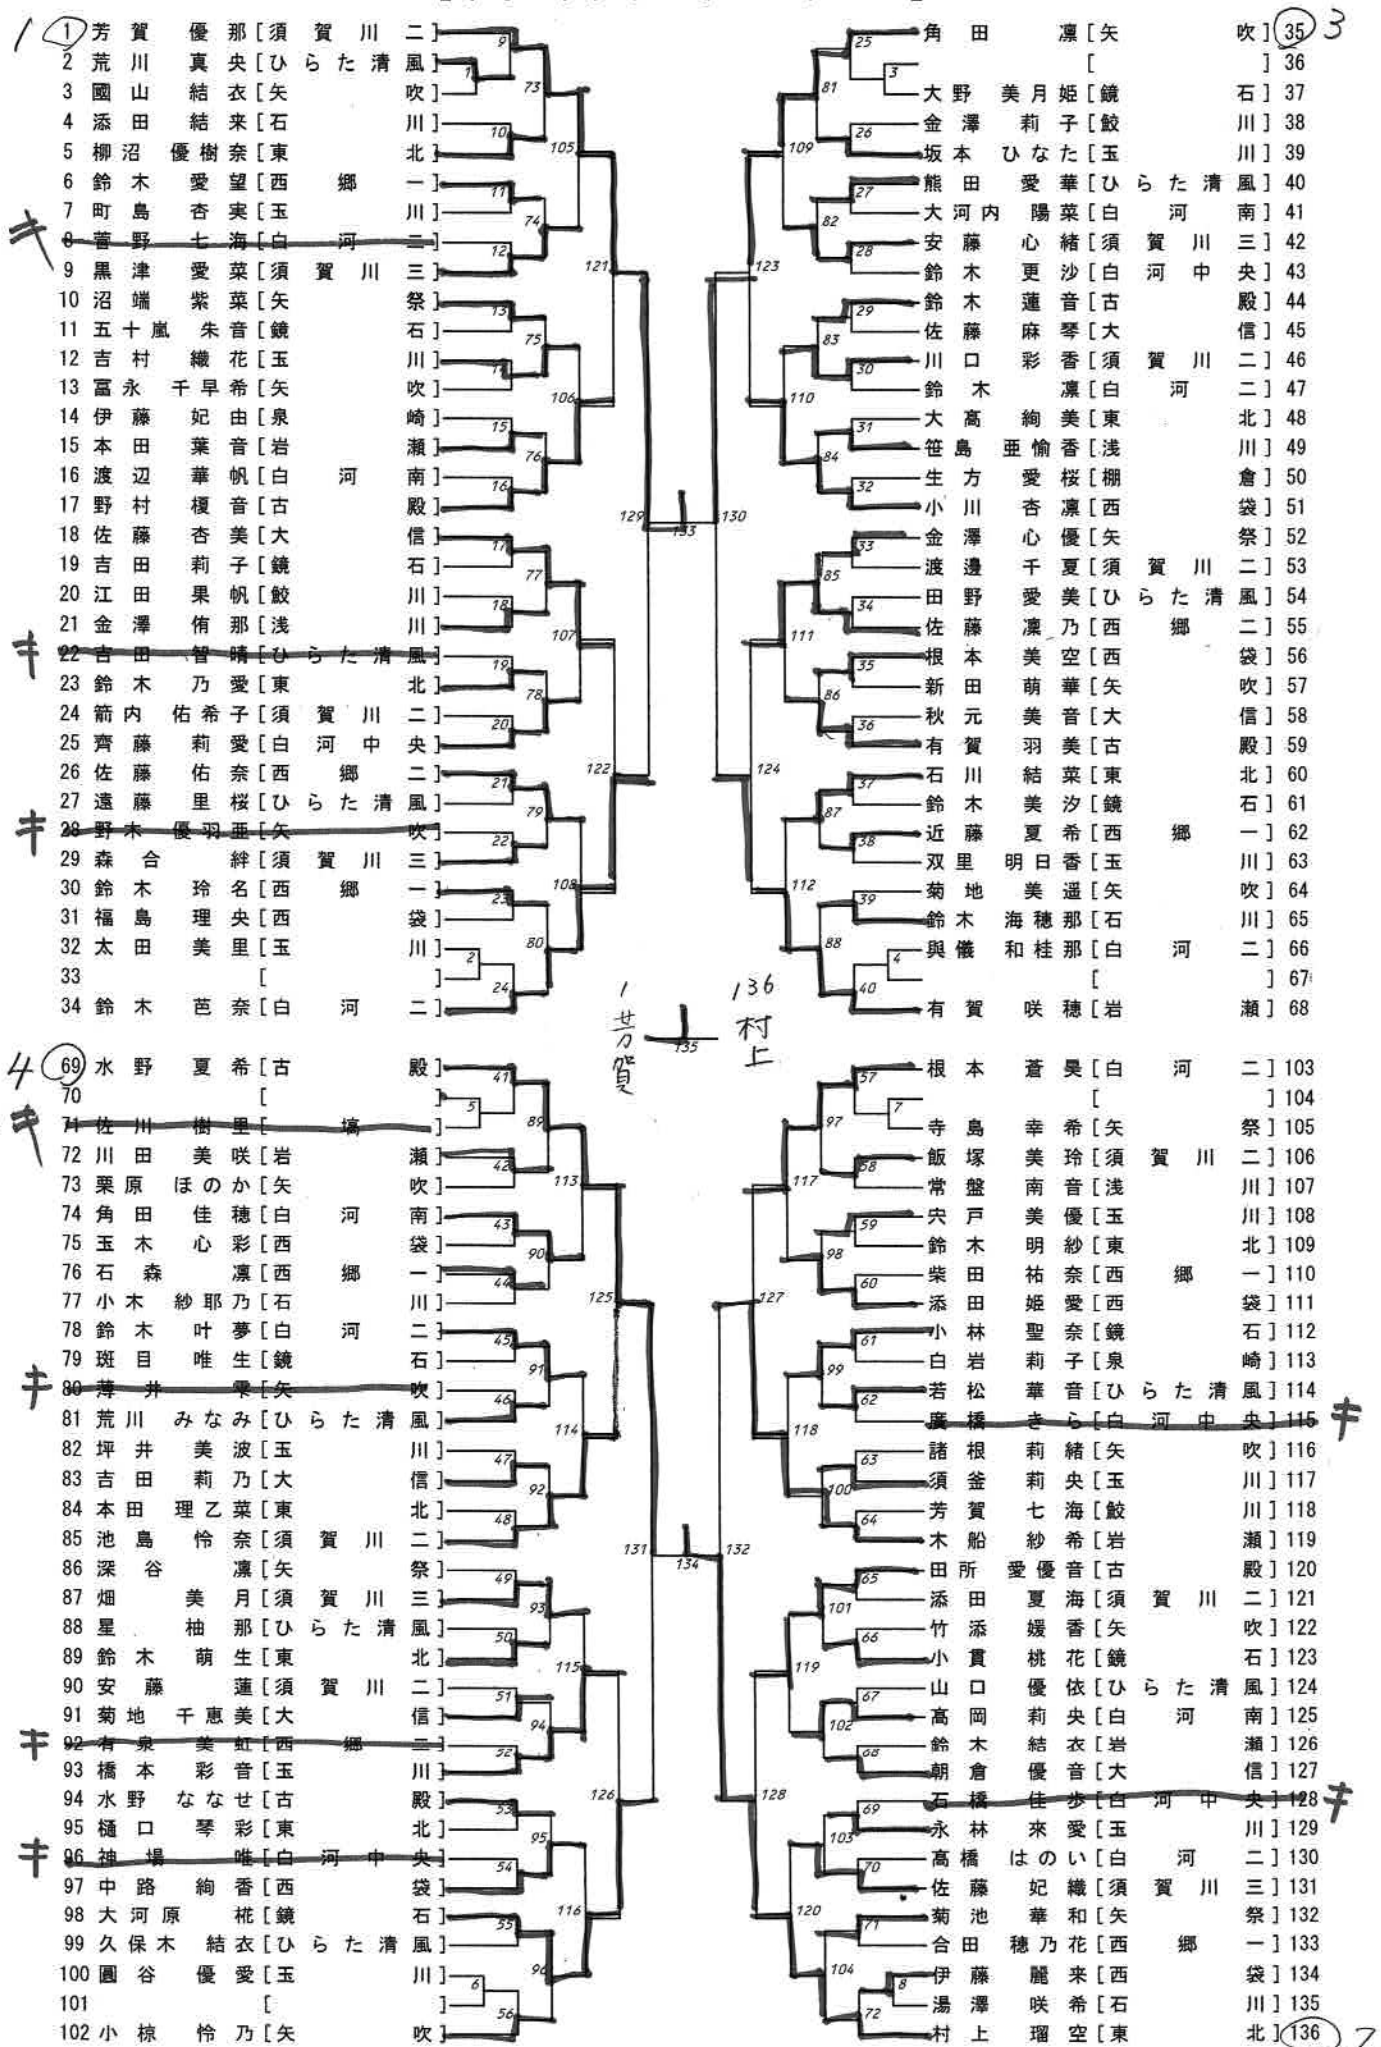 1 ① 芳賀 優那[須賀川二]
2 荒川 真央[ひらた清風]
3 國山 結衣[矢吹]
4 添田 結来[石川]
5 柳沼 優樹奈[東北]
6 鈴木 愛望[西郷一]
7 町島 杏実[玉川]
キ 8 菅野 七海[白河二]
9 黒津 愛菜[須賀川三]
10 沼端 紫菜[矢祭]
11 五十嵐 朱音[鏡石]
12 吉村 織花[玉川]
13 冨永 千早希[矢吹]
14 伊藤 妃由[泉崎]
15 本田 葉音[岩瀬]
16 渡辺 華帆[白河南]
17 野村 榎音[古殿]
18 佐藤 杏美[大信]
19 吉田 莉子[鏡石]
20 江田 果帆[鮫川]
21 金澤 侑那[浅川]
キ 22 吉田 智晴[ひらた清風]
23 鈴木 乃愛[東北]
24 箭内 佑希子[須賀川二]
25 齊藤 莉愛[白河中央]
26 佐藤 佑奈[西郷二]
27 遠藤 里桜[ひらた清風]
キ 28 野木 優羽亜[矢吹]
29 森合 絆[須賀川三]
30 鈴木 玲名[西郷一]
31 福島 理央[西袋]
32 太田 美里[玉川]
33 [ ]
34 鈴木 芭奈[白河二]
角田 凛[矢吹]35 3
[ ]36
大野 美月姫[鏡石]37
金澤 莉子[鮫川]38
坂本 ひなた[玉川]39
熊田 愛華[ひらた清風]40
大河内 陽菜[白河南]41
安藤 心緒[須賀川三]42
鈴木 更沙[白河中央]43
鈴木 蓮音[古殿]44
佐藤 麻琴[大信]45
川口 彩香[須賀川二]46
鈴木 凛[白河二]47
大髙 絢美[東北]48
笹島 亜愉香[浅川]49
生方 愛桜[棚倉]50
小川 杏凛[西袋]51
金澤 心優[矢祭]52
渡邊 千夏[須賀川二]53
田野 愛美[ひらた清風]54
佐藤 凜乃[西郷二]55
根本 美空[西袋]56
新田 萌華[矢吹]57
秋元 美音[大信]58
有賀 羽美[古殿]59
石川 結菜[東北]60
鈴木 美汐[鏡石]61
近藤 夏希[西郷一]62
双里 明日香[玉川]63
菊地 美遥[矢吹]64
鈴木 海穂那[石川]65
與儀 和桂那[白河二]66
[ ]67
有賀 咲穂[岩瀬]68
1 芳賀
135
136 村上
4 69 水野 夏希[古殿]
70 [ ]
キ 71 佐川 樹里[塙]
72 川田 美咲[岩瀬]
73 栗原 ほのか[矢吹]
74 角田 佳穂[白河南]
75 玉木 心彩[西袋]
76 石森 凛[西郷一]
77 小木 紗耶乃[石川]
78 鈴木 叶夢[白河二]
79 斑目 唯生[鏡石]
キ 80 薄井 雫[矢吹]
81 荒川 みなみ[ひらた清風]
82 坪井 美波[玉川]
83 吉田 莉乃[大信]
84 本田 理乙菜[東北]
85 池島 怜奈[須賀川二]
86 深谷 凛[矢祭]
87 畑 美月[須賀川三]
88 星 柚那[ひらた清風]
89 鈴木 萌生[東北]
90 安藤 蓮[須賀川二]
91 菊地 千恵美[大信]
キ 92 有泉 美虹[西郷二]
93 橋本 彩音[玉川]
94 水野 ななせ[古殿]
95 樋口 琴彩[東北]
キ 96 神場 唯[白河中央]
97 中路 絢香[西袋]
98 大河原 椛[鏡石]
99 久保木 結衣[ひらた清風]
100 圓谷 優愛[玉川]
101 [ ]
102 小椋 怜乃[矢吹]
根本 蒼昊[白河二]103
[ ]104
寺島 幸希[矢祭]105
飯塚 美玲[須賀川二]106
常盤 南音[浅川]107
宍戸 美優[玉川]108
鈴木 明紗[東北]109
柴田 祐奈[西郷一]110
添田 姫愛[西袋]111
小林 聖奈[鏡石]112
白岩 莉子[泉崎]113
若松 華音[ひらた清風]114
廣橋 きら[白河中央]115 キ
諸根 莉緒[矢吹]116
須釜 莉央[玉川]117
芳賀 七海[鮫川]118
木船 紗希[岩瀬]119
田所 愛優音[古殿]120
添田 夏海[須賀川二]121
竹添 媛香[矢吹]122
小貫 桃花[鏡石]123
山口 優依[ひらた清風]124
髙岡 莉央[白河南]125
鈴木 結衣[岩瀬]126
朝倉 優音[大信]127
石橋 佳歩[白河中央]128 キ
永林 來愛[玉川]129
髙橋 はのい[白河二]130
佐藤 妃織[須賀川三]131
菊池 華和[矢祭]132
合田 穂乃花[西郷一]133
伊藤 麗来[西袋]134
湯澤 咲希[石川]135
村上 瑠空[東北]136